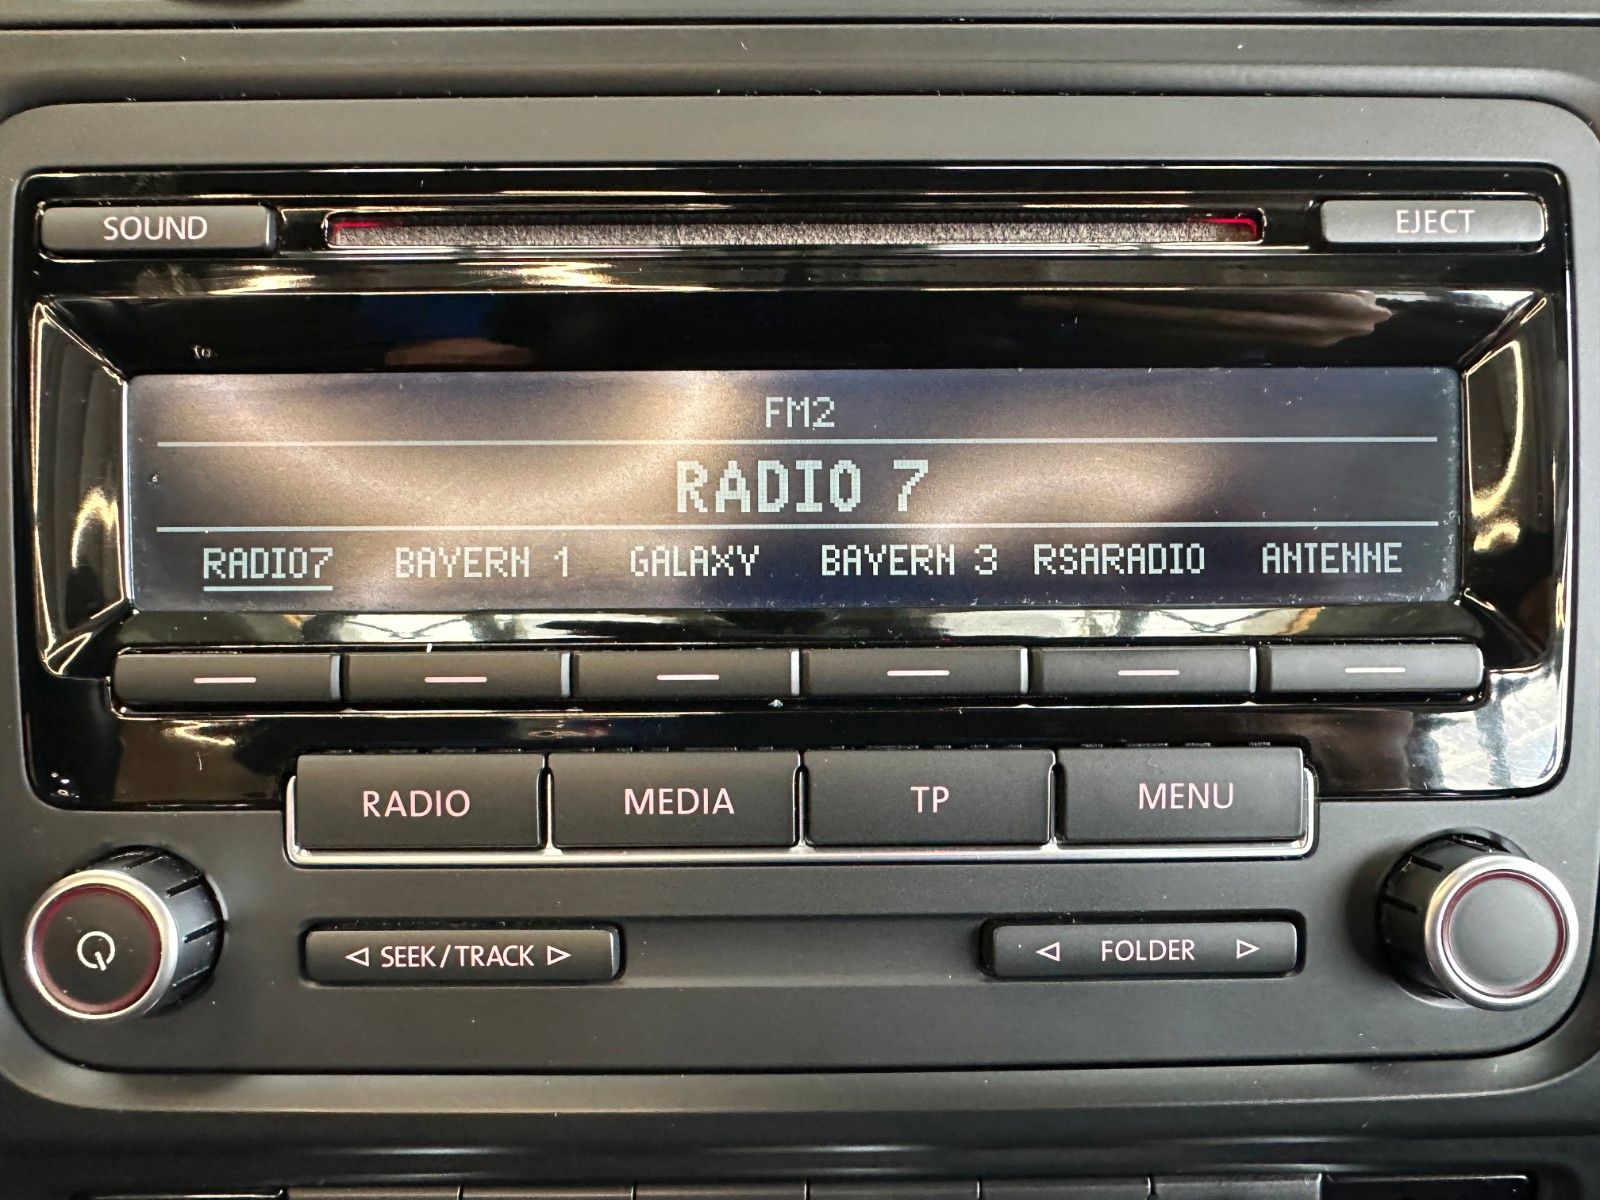 SOUND EJECT
FM2
RADIO 7
RADIO7 BAYERN 1 GALAXY BAYERN 3 RSARADIO ANTENNE
RADIO MEDIA TP MENU
◁ SEEK/TRACK ▷ ◁ FOLDER ▷